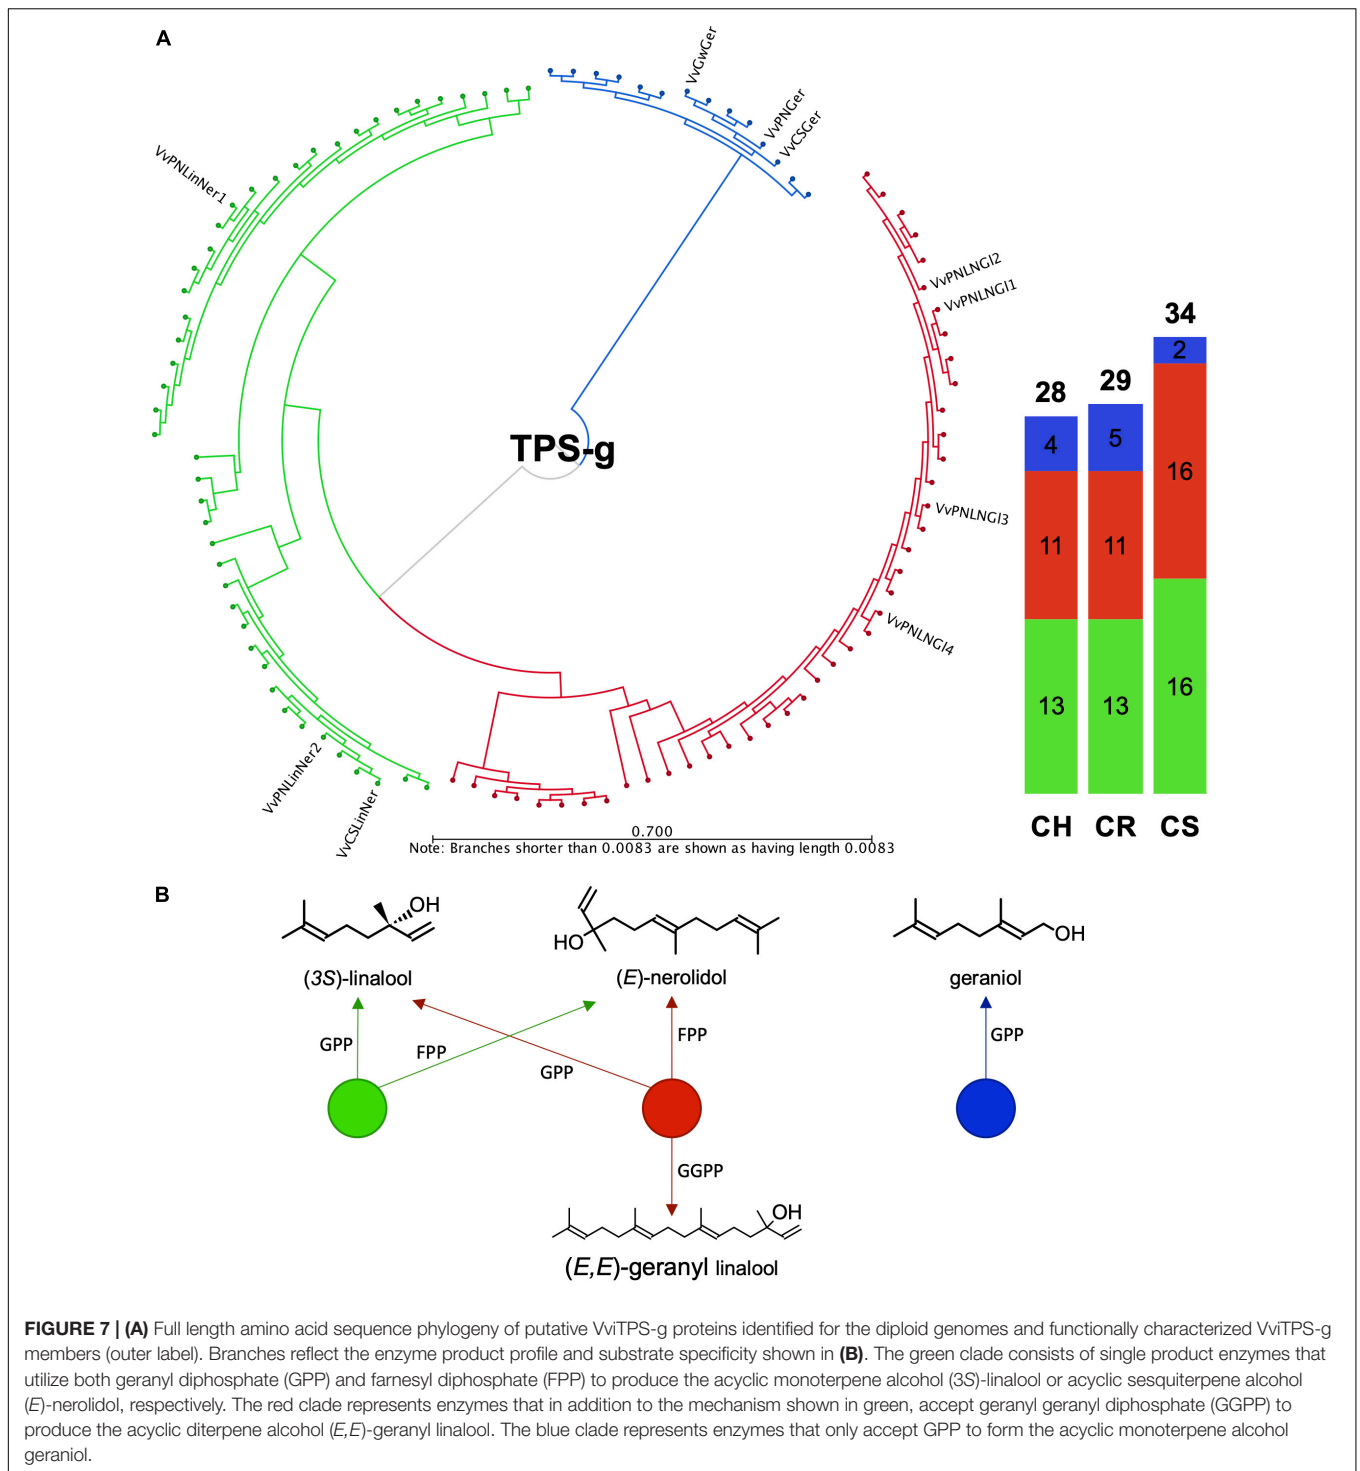 A
VvGwGer
VvPNGer
VvCSGer
VvPNLinNer1
VvPNLNGl2
VvPNLNGl1
34
2
28
29
4
5
TPS-g
16
VvPNLNGl3
11
11
VvPNLNGl4
16
13
13
VvPNLinNer2
VvCSLinNer
CH
CR
CS
0.700
Note: Branches shorter than 0.0083 are shown as having length 0.0083
B
OH
HO
OH
(3S)-linalool
(E)-nerolidol
geraniol
GPP
FPP
GPP
FPP
GPP
GGPP
OH
(E,E)-geranyl linalool
FIGURE 7 | (A) Full length amino acid sequence phylogeny of putative VviTPS-g proteins identified for the diploid genomes and functionally characterized VviTPS-g
members (outer label). Branches reflect the enzyme product profile and substrate specificity shown in (B). The green clade consists of single product enzymes that
utilize both geranyl diphosphate (GPP) and farnesyl diphosphate (FPP) to produce the acyclic monoterpene alcohol (3S)-linalool or acyclic sesquiterpene alcohol
(E)-nerolidol, respectively. The red clade represents enzymes that in addition to the mechanism shown in green, accept geranyl geranyl diphosphate (GGPP) to
produce the acyclic diterpene alcohol (E,E)-geranyl linalool. The blue clade represents enzymes that only accept GPP to form the acyclic monoterpene alcohol
geraniol.